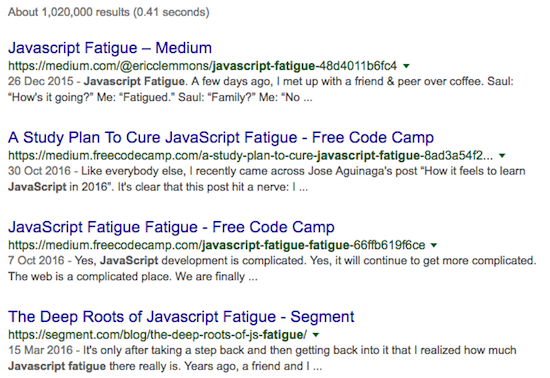 About 1,020,000 results (0.41 seconds)
Javascript Fatigue – Medium
https://medium.com/@ericclemmons/javascript-fatigue-48d4011b6fc4
26 Dec 2015 - Javascript Fatigue. A few days ago, I met up with a friend & peer over coffee. Saul:
“How's it going?” Me: “Fatigued.” Saul: “Family?” Me: “No ...
A Study Plan To Cure JavaScript Fatigue - Free Code Camp
https://medium.freecodecamp.com/a-study-plan-to-cure-javascript-fatigue-8ad3a54f2...
30 Oct 2016 - Like everybody else, I recently came across Jose Aguinaga's post “How it feels to learn
JavaScript in 2016”. It's clear that this post hit a nerve: I ...
JavaScript Fatigue Fatigue - Free Code Camp
https://medium.freecodecamp.com/javascript-fatigue-fatigue-66ffb619f6ce
7 Oct 2016 - Yes, JavaScript development is complicated. Yes, it will continue to get more complicated.
The web is a complicated place. We are finally ...
The Deep Roots of Javascript Fatigue - Segment
https://segment.com/blog/the-deep-roots-of-js-fatigue/
15 Mar 2016 - It's only after taking a step back and then getting back into it that I realized how much
Javascript fatigue there really is. Years ago, a friend and I ...